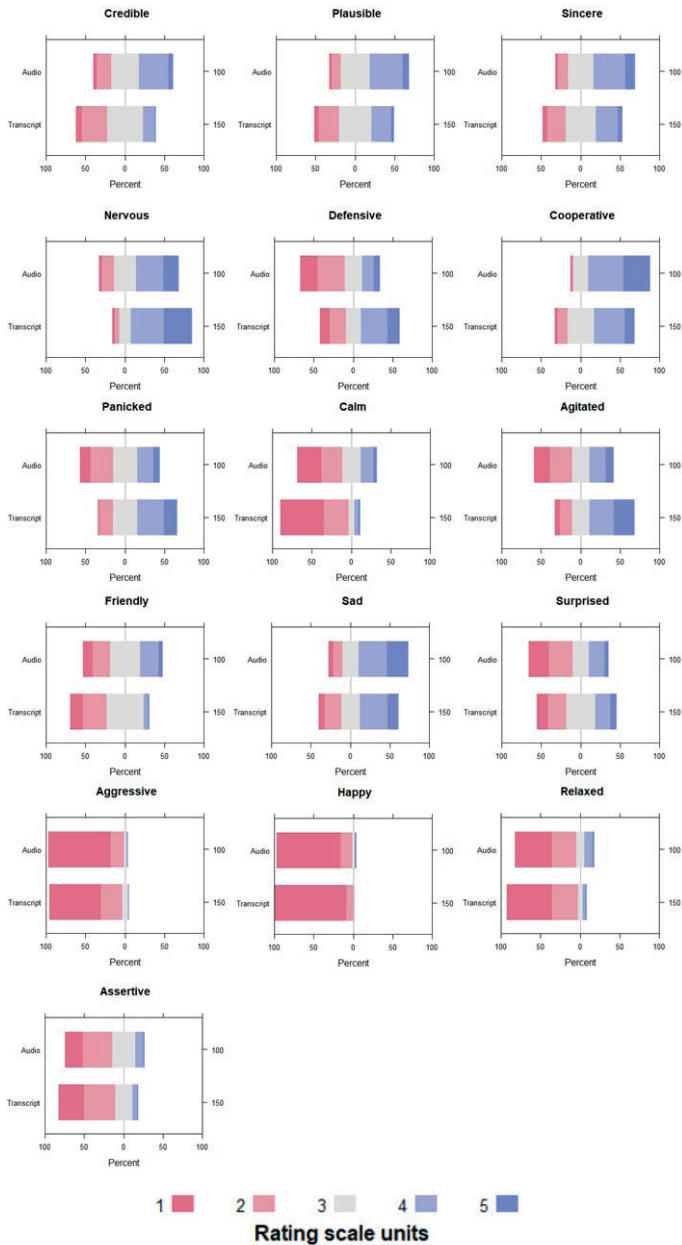 Credible Plausible Sincere
Audio 100 Audio 100 Audio 100
Transcript 150 Transcript 150 Transcript 150
100 50 0 50 100 100 50 0 50 100 100 50 0 50 100
Percent Percent Percent
Nervous Defensive Cooperative
Audio 100 Audio 100 Audio 100
Transcript 150 Transcript 150 Transcript 150
100 50 0 50 100 100 50 0 50 100 100 50 0 50 100
Percent Percent Percent
Panicked Calm Agitated
Audio 100 Audio 100 Audio 100
Transcript 150 Transcript 150 Transcript 150
100 50 0 50 100 100 50 0 50 100 100 50 0 50 100
Percent Percent Percent
Friendly Sad Surprised
Audio 100 Audio 100 Audio 100
Transcript 150 Transcript 150 Transcript 150
100 50 0 50 100 100 50 0 50 100 100 50 0 50 100
Percent Percent Percent
Aggressive Happy Relaxed
Audio 100 Audio 100 Audio 100
Transcript 150 Transcript 150 Transcript 150
100 50 0 50 100 100 50 0 50 100 100 50 0 50 100
Percent Percent Percent
Assertive
Audio 100
Transcript 150
100 50 0 50 100
Percent
1 2 3 4 5
Rating scale units